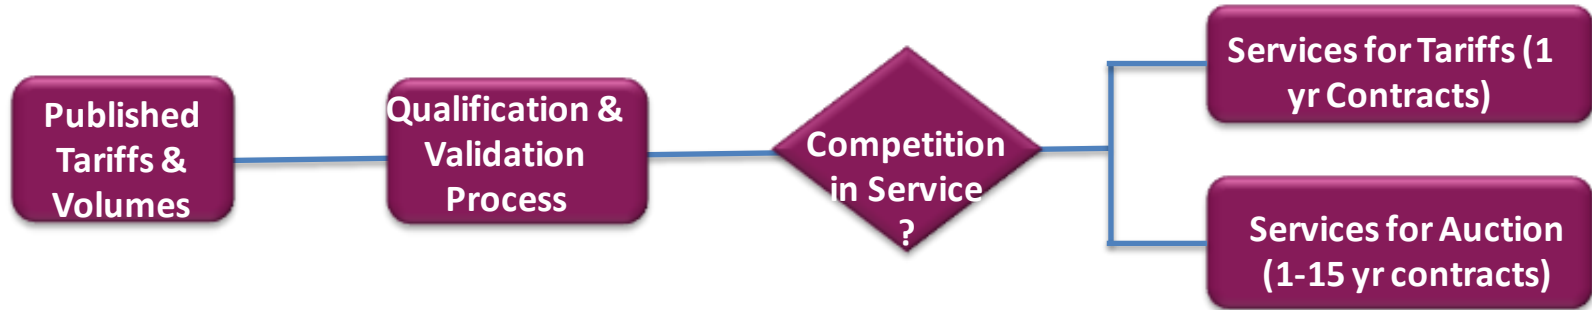 Published
Tariffs &
Volumes
Qualification &
Validation
Process
Competition
in Service
?
Services for Tariffs (1
yr Contracts)
Services for Auction
(1-15 yr contracts)